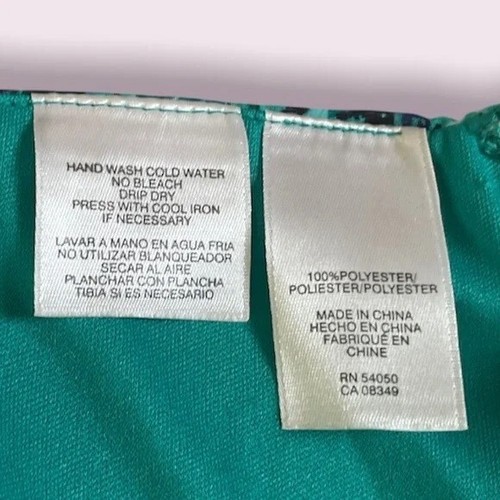 HAND WASH COLD WATER
NO BLEACH
DRIP DRY
PRESS WITH COOL IRON
IF NECESSARY
LAVAR A MANO EN AGUA FRIA
NO UTILIZAR BLANQUEADOR
SECAR AL AIRE
PLANCHAR CON PLANCHA
TIBIA SI ES NECESARIO
100%POLYESTER/
POLIESTER/POLYESTER
MADE IN CHINA
HECHO EN CHINA
FABRIQUÉ EN
CHINE
RN 54050
CA 08349